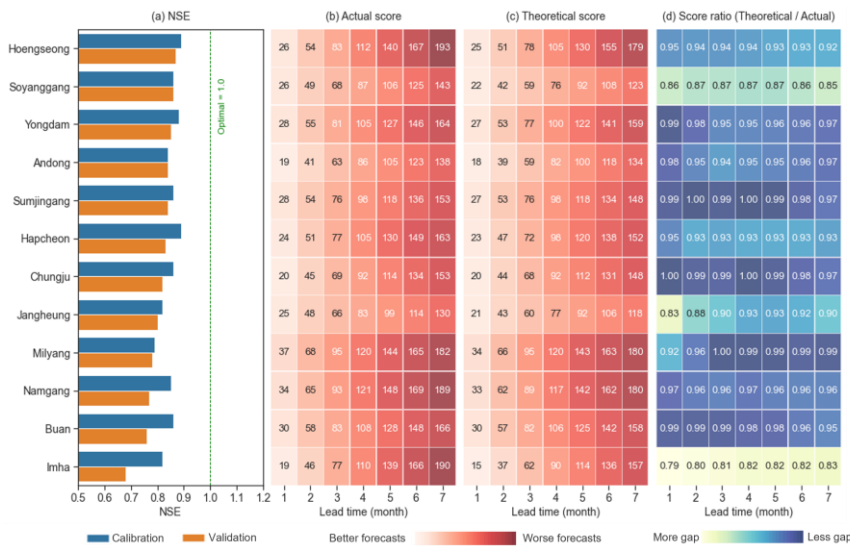 (a) NSE (b) Actual score (c) Theoretical score (d) Score ratio (Theoretical / Actual)
Hoengseong 26 54 83 112 140 167 193 25 51 78 105 130 155 179 0.95 0.94 0.94 0.94 0.93 0.93 0.92
Soyanggang 26 49 68 87 106 125 143 22 42 59 76 92 108 123 0.86 0.87 0.87 0.87 0.87 0.86 0.85
Yongdam 28 55 81 105 127 146 164 27 53 77 100 122 141 159 0.99 0.98 0.95 0.95 0.96 0.96 0.97
Andong 19 41 63 86 105 123 138 18 39 59 82 100 118 134 0.98 0.95 0.94 0.95 0.95 0.96 0.97
Sumjingang 28 54 76 98 118 136 153 27 53 76 98 118 134 148 0.99 1.00 0.99 1.00 0.99 0.98 0.97
Hapcheon 24 51 77 105 130 149 163 23 47 72 98 120 138 152 0.95 0.93 0.93 0.93 0.93 0.93 0.93
Chungju 20 45 69 92 114 134 153 20 44 68 92 112 131 148 1.00 0.99 0.99 1.00 0.99 0.98 0.97
Jangheung 25 48 66 83 99 114 130 21 43 60 77 92 106 118 0.83 0.88 0.90 0.93 0.93 0.92 0.90
Milyang 37 68 95 120 144 165 182 34 66 95 120 143 163 180 0.92 0.96 1.00 1.00 0.99 0.99 0.99
Namgang 34 65 93 121 148 169 189 33 62 89 117 142 162 180 0.97 0.96 0.96 0.97 0.96 0.96 0.96
Buan 30 58 83 108 128 148 166 30 57 82 106 125 142 158 0.99 0.99 0.99 0.98 0.98 0.96 0.95
Imha 19 46 77 110 139 166 190 15 37 62 90 114 136 157 0.79 0.80 0.81 0.82 0.82 0.82 0.83
Optimal = 1.0
0.5 0.6 0.7 0.8 0.9 1.0 1.1 1.2 1 2 3 4 5 6 7 1 2 3 4 5 6 7 1 2 3 4 5 6 7
NSE Lead time (month) Lead time (month) Lead time (month)
Calibration Validation Better forecasts Worse forecasts More gap Less gap